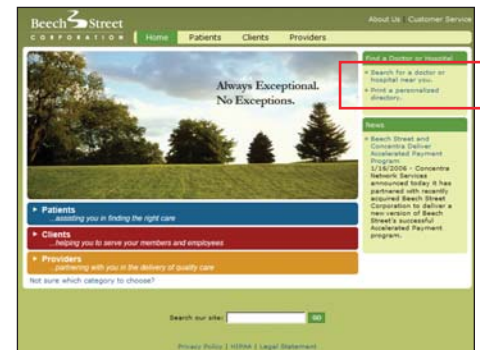 Beech Street
CORPORATION
About Us | Customer Service
Home Patients Clients Providers
Always Exceptional.
No Exceptions.
Find a Doctor or Hospital
Search for a doctor or
hospital near you.
Print a personalized
directory.
News
Beech Street and
Concentra Deliver
Accelerated Payment
Program
1/16/2006 - Concentra
Network Services
announced today it has
partnered with recently
acquired Beech Street
Corporation to deliver a
new version of Beech
Street's successful
Accelerated Payment
program.
Patients
...assisting you in finding the right care
Clients
...helping you to serve your members and employees
Providers
...partnering with you in the delivery of quality care
Not sure which category to choose?
Search our site: GO
Privacy Policy | HIPAA | Legal Statement